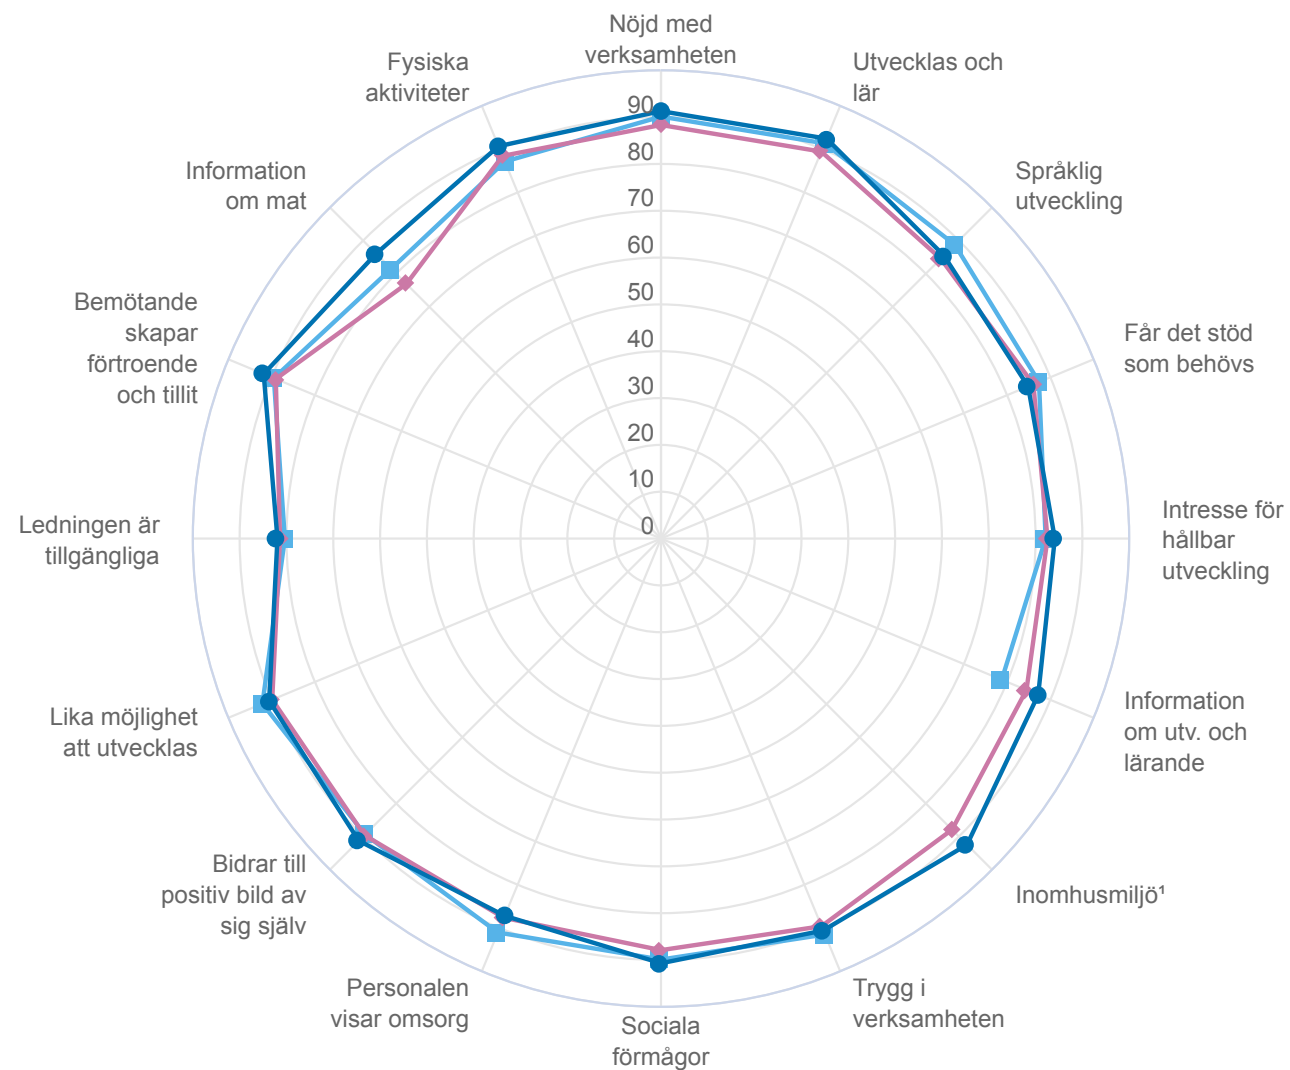 Nöjd med
verksamheten
Utvecklas och
lär
Språklig
utveckling
Får det stöd
som behövs
Intresse för
hållbar
utveckling
Information
om utv. och
lärande
Inomhusmiljö¹
Trygg i
verksamheten
Sociala
förmågor
Personalen
visar omsorg
Bidrar till
positiv bild av
sig själv
Lika möjlighet
att utvecklas
Ledningen är
tillgängliga
Bemötande
skapar
förtroende
och tillit
Information
om mat
Fysiska
aktiviteter
90
80
70
60
50
40
30
20
10
0